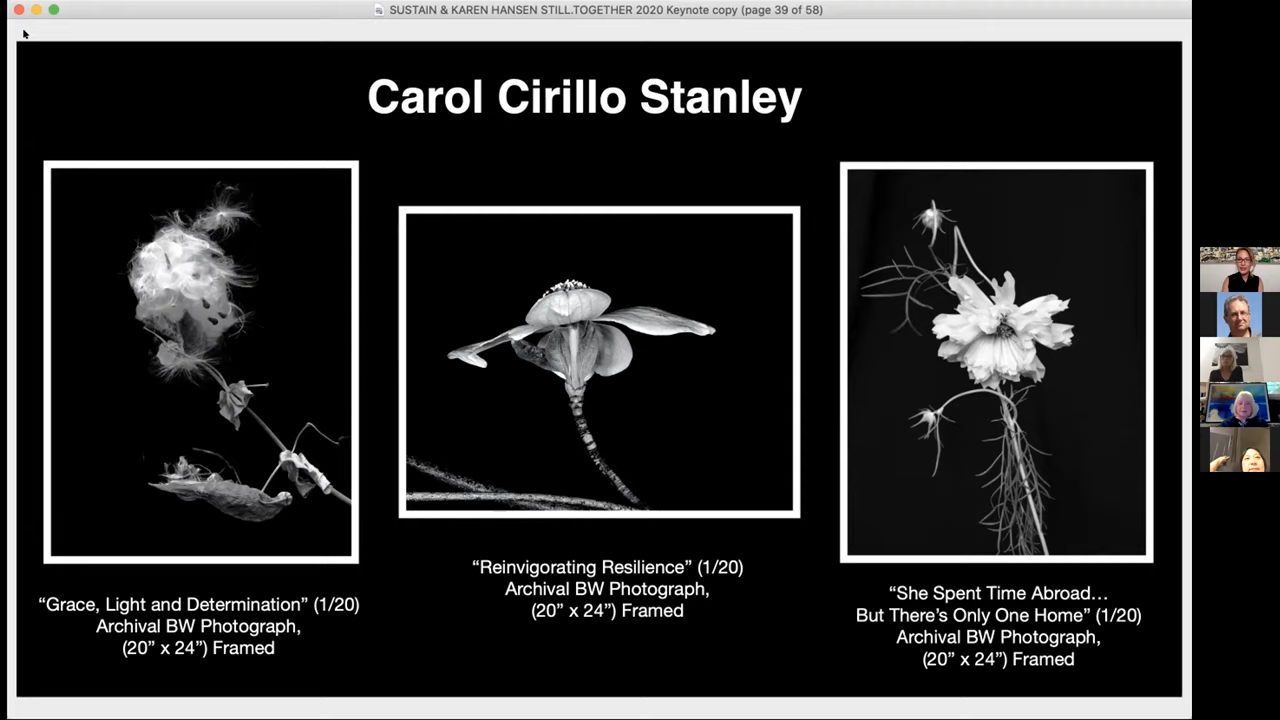 SUSTAIN & KAREN HANSEN STILL.TOGETHER 2020 Keynote copy (page 39 of 58)
Carol Cirillo Stanley
“Grace, Light and Determination” (1/20)
Archival BW Photograph,
(20” x 24”) Framed
“Reinvigorating Resilience” (1/20)
Archival BW Photograph,
(20” x 24”) Framed
“She Spent Time Abroad…
But There’s Only One Home” (1/20)
Archival BW Photograph,
(20” x 24”) Framed